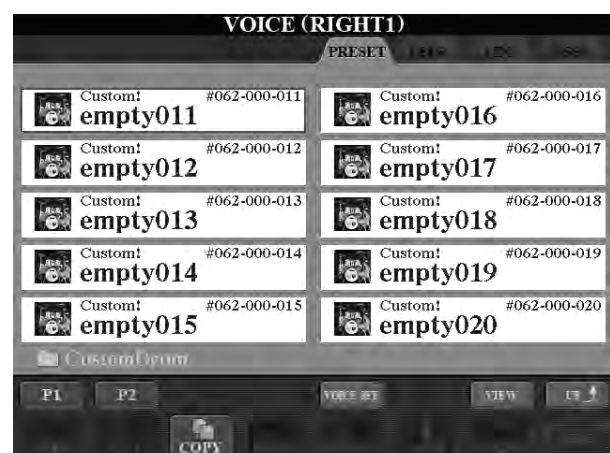 VOICE (RIGHT1)
PRESET
Custom! #062-000-011
empty011
Custom! #062-000-012
empty012
Custom! #062-000-013
empty013
Custom! #062-000-014
empty014
Custom! #062-000-015
empty015
Custom! #062-000-016
empty016
Custom! #062-000-017
empty017
Custom! #062-000-018
empty018
Custom! #062-000-019
empty019
Custom! #062-000-020
empty020
CustomDrum
P1 P2 VOICE SET VIEW UP
COPY